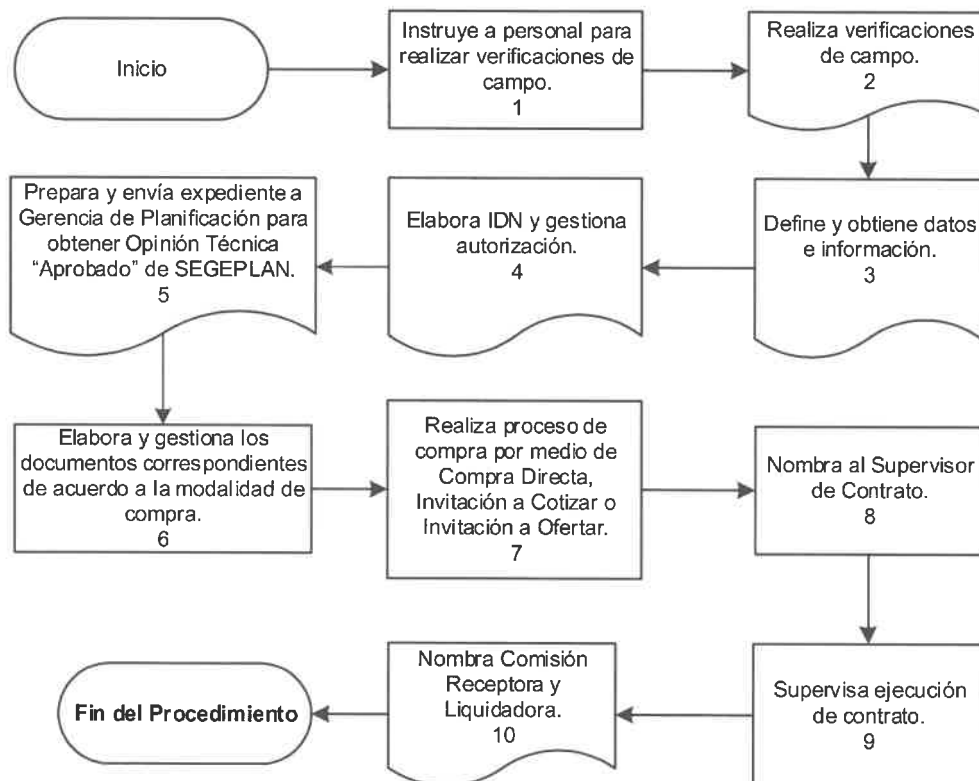 Inicio
Instruye a personal para
realizar verificaciones de
campo.
1
Realiza verificaciones
de campo.
2
Define y obtiene datos
e información.
3
Elabora IDN y gestiona
autorización.
4
Prepara y envía expediente a
Gerencia de Planificación para
obtener Opinión Técnica
“Aprobado” de SEGEPLAN.
5
Elabora y gestiona los
documentos correspondientes
de acuerdo a la modalidad de
compra.
6
Realiza proceso de
compra por medio de
Compra Directa,
Invitación a Cotizar o
Invitación a Ofertar.
7
Nombra al Supervisor
de Contrato.
8
Supervisa ejecución
de contrato.
9
Nombra Comisión
Receptora y
Liquidadora.
10
Fin del Procedimiento